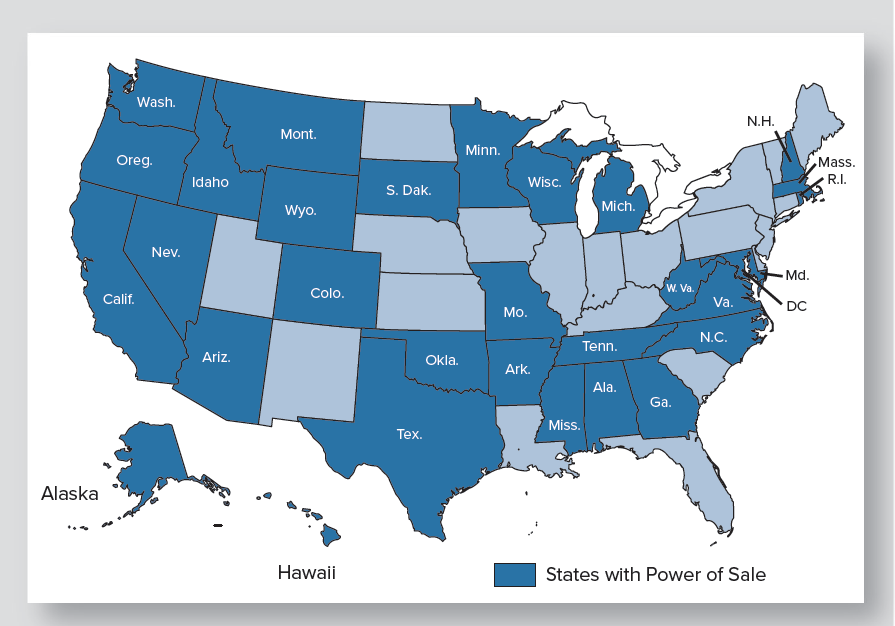 Wash.
Mont.
Minn.
N.H.
Oreg.
Mass.
R.I.
Idaho
S. Dak.
Wisc.
Wyo.
Mich.
Nev.
Md.
Calif.
Colo.
W. Va.
Va.
DC
Mo.
N.C.
Ariz.
Okla.
Tenn.
Ark.
Ala.
Ga.
Miss.
Tex.
Alaska
Hawaii
States with Power of Sale